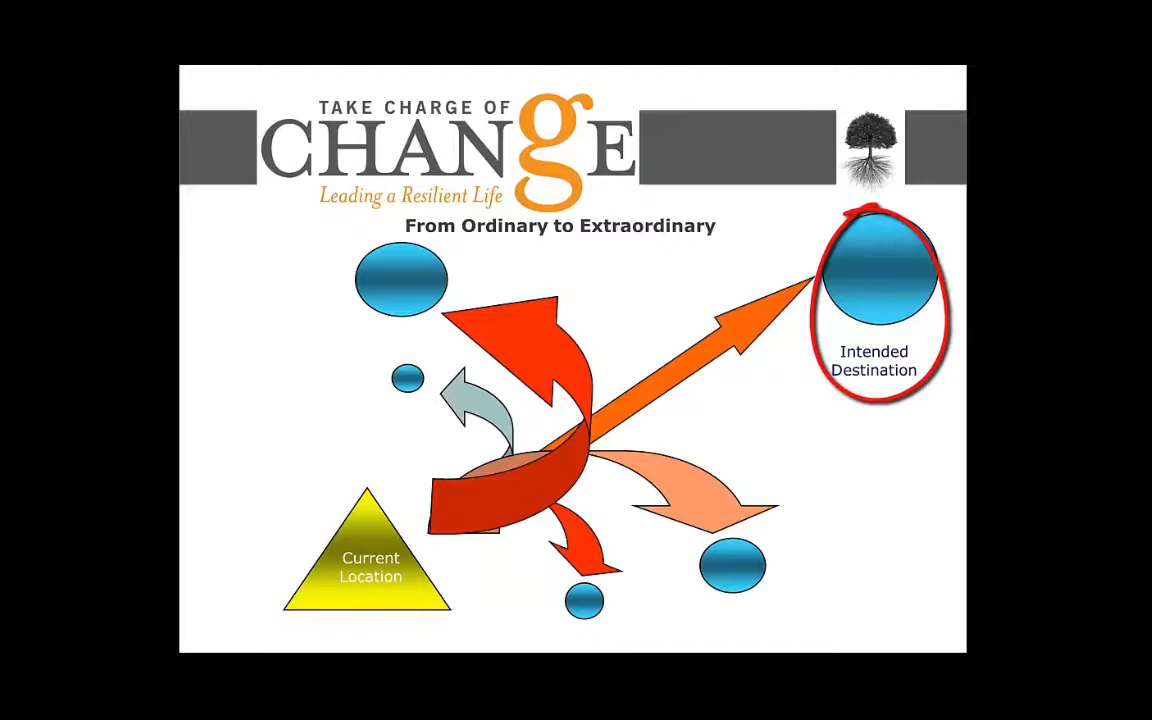 TAKE CHARGE OF
CHANgE
Leading a Resilient Life
From Ordinary to Extraordinary
Intended
Destination
Current
Location